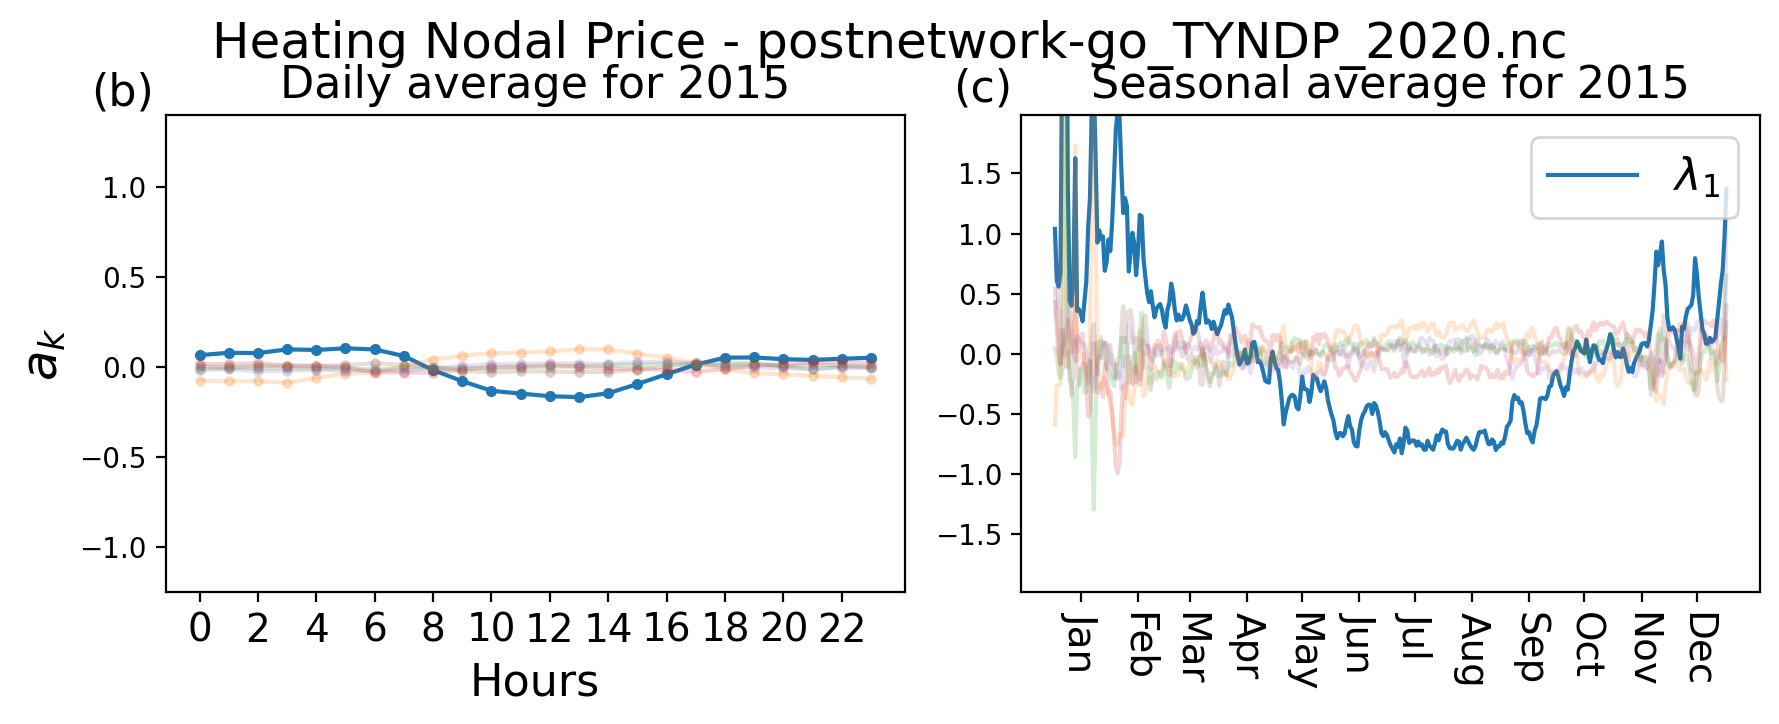 Heating Nodal Price - postnetwork-go_TYNDP_2020.nc
(b)
Daily average for 2015
1.0
0.5
0.0
−0.5
−1.0
a_k
0 2 4 6 8 10 12 14 16 18 20 22
Hours
(c)
Seasonal average for 2015
λ_1
1.5
1.0
0.5
0.0
−0.5
−1.0
−1.5
Jan Feb Mar Apr May Jun Jul Aug Sep Oct Nov Dec